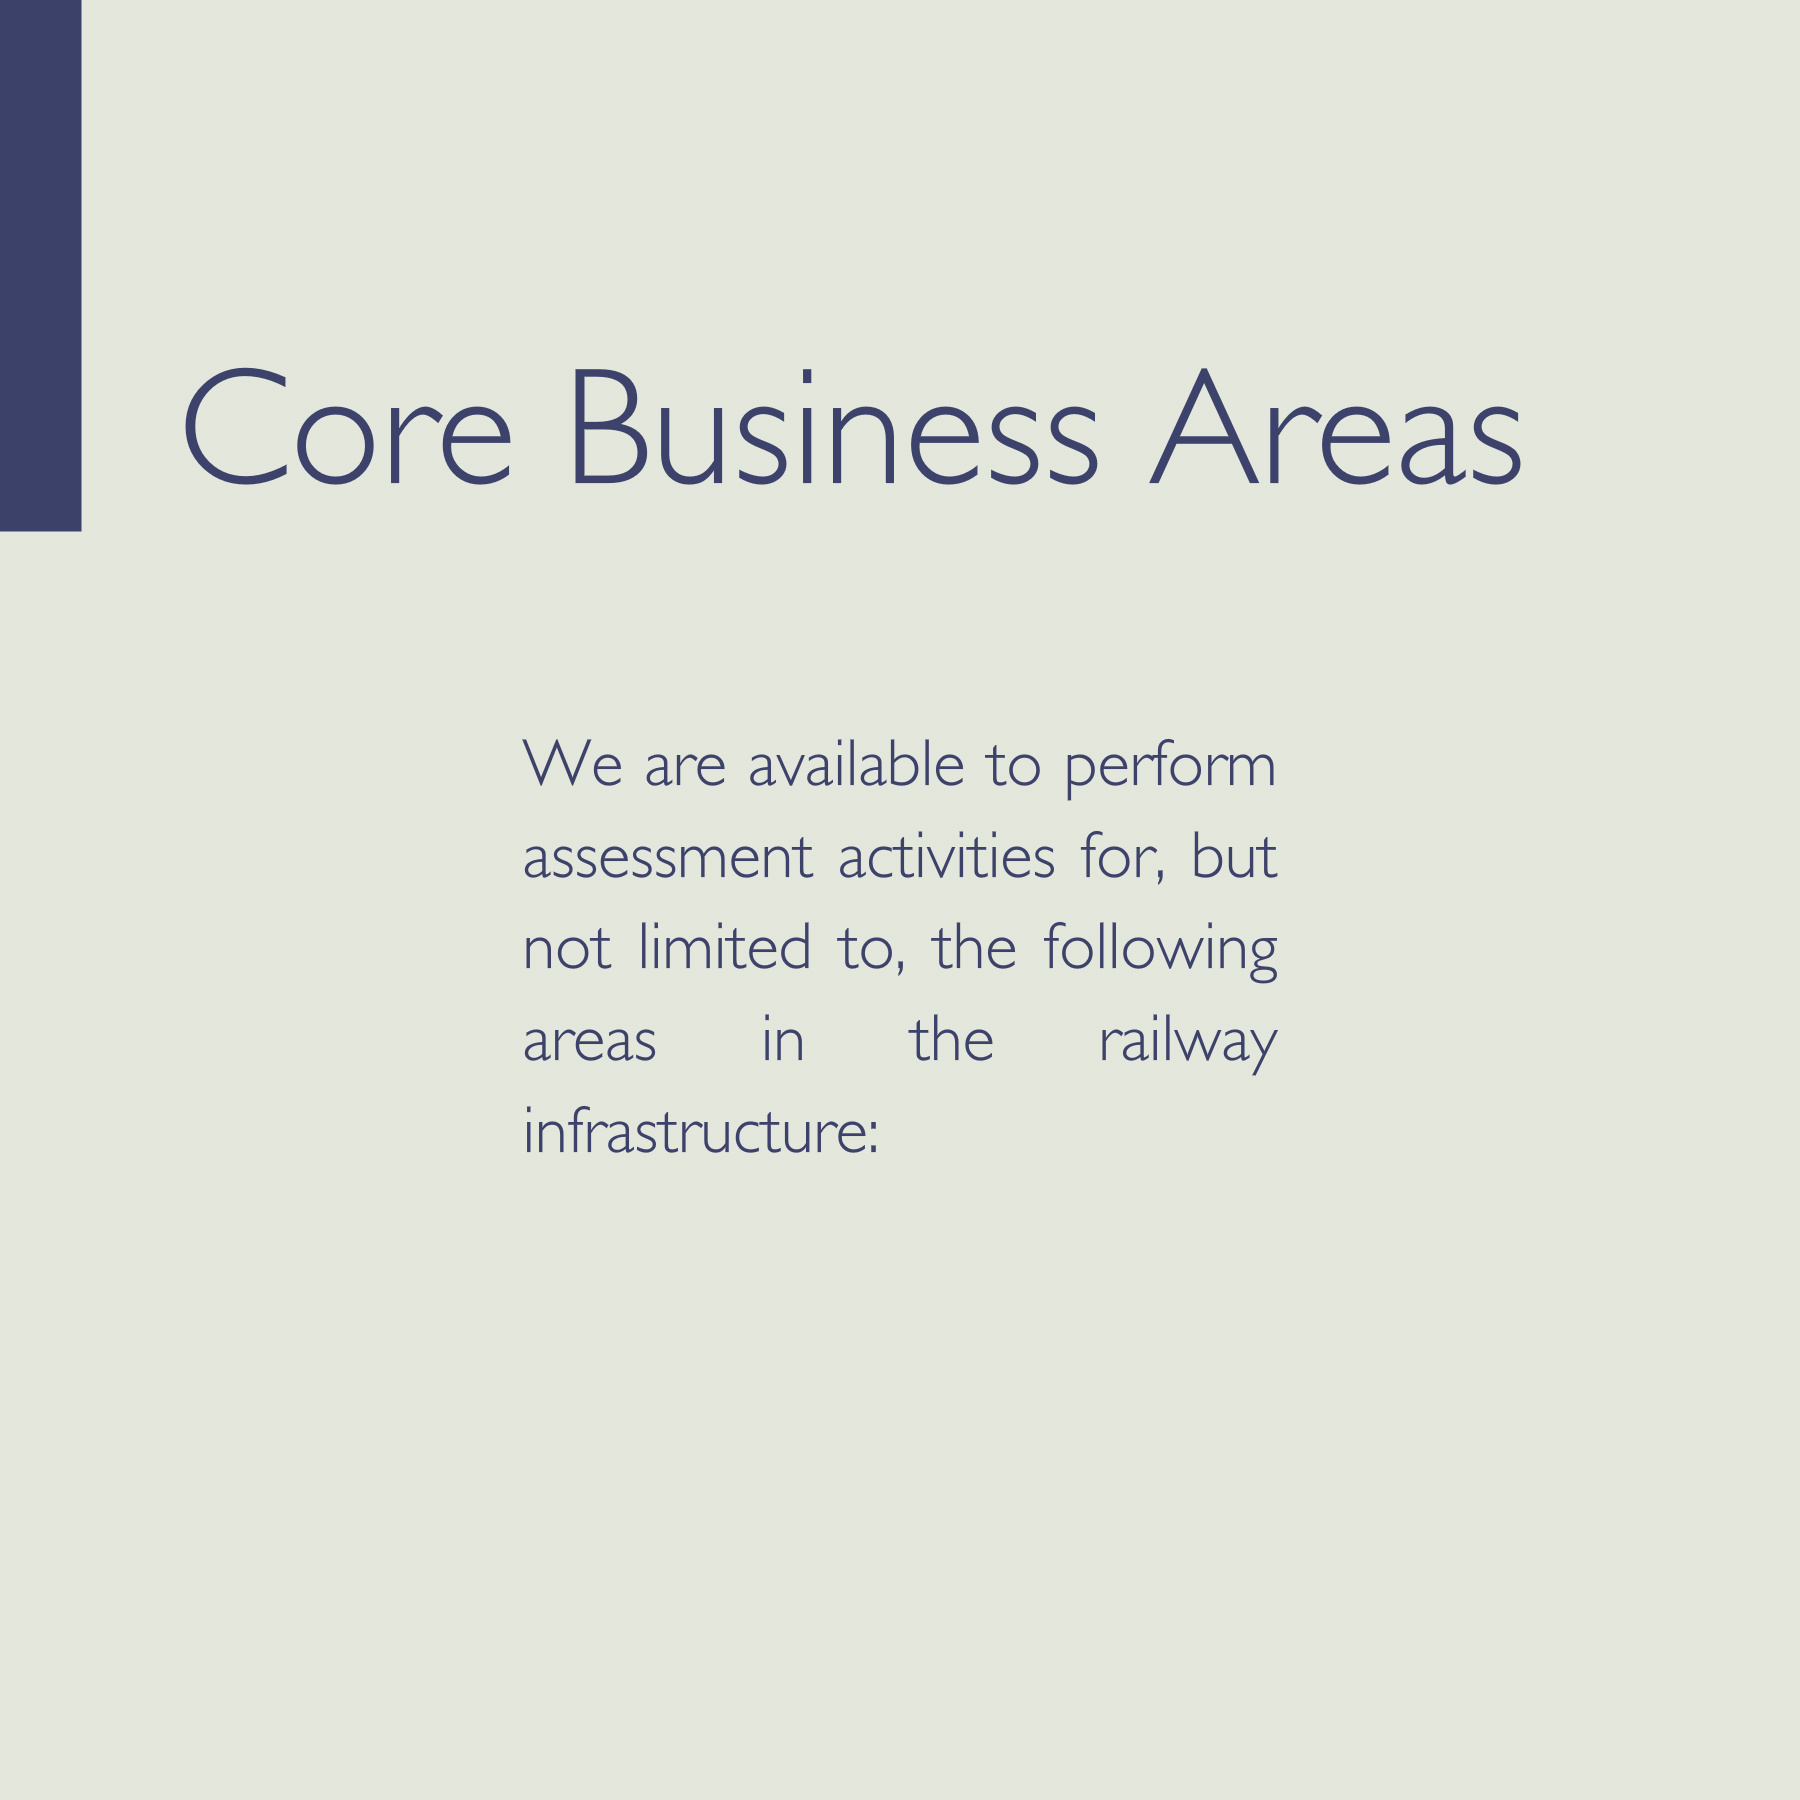 Core Business Areas
We are available to perform
assessment activities for, but
not limited to, the following
areas in the railway
infrastructure: